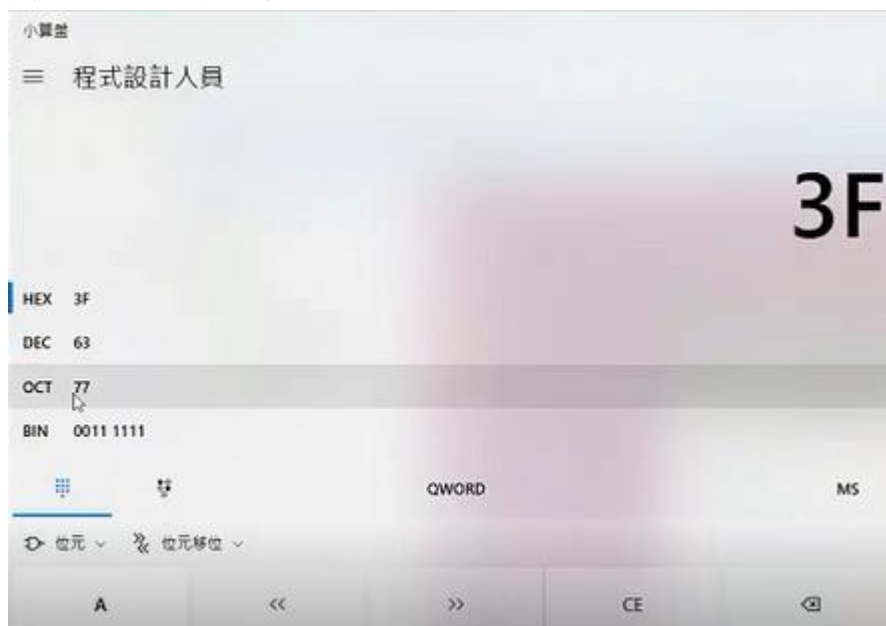 小算盤
程式設計人員
3F
HEX 3F
DEC 63
OCT 77
BIN 0011 1111
QWORD MS
位元 位元移位
A << >> CE